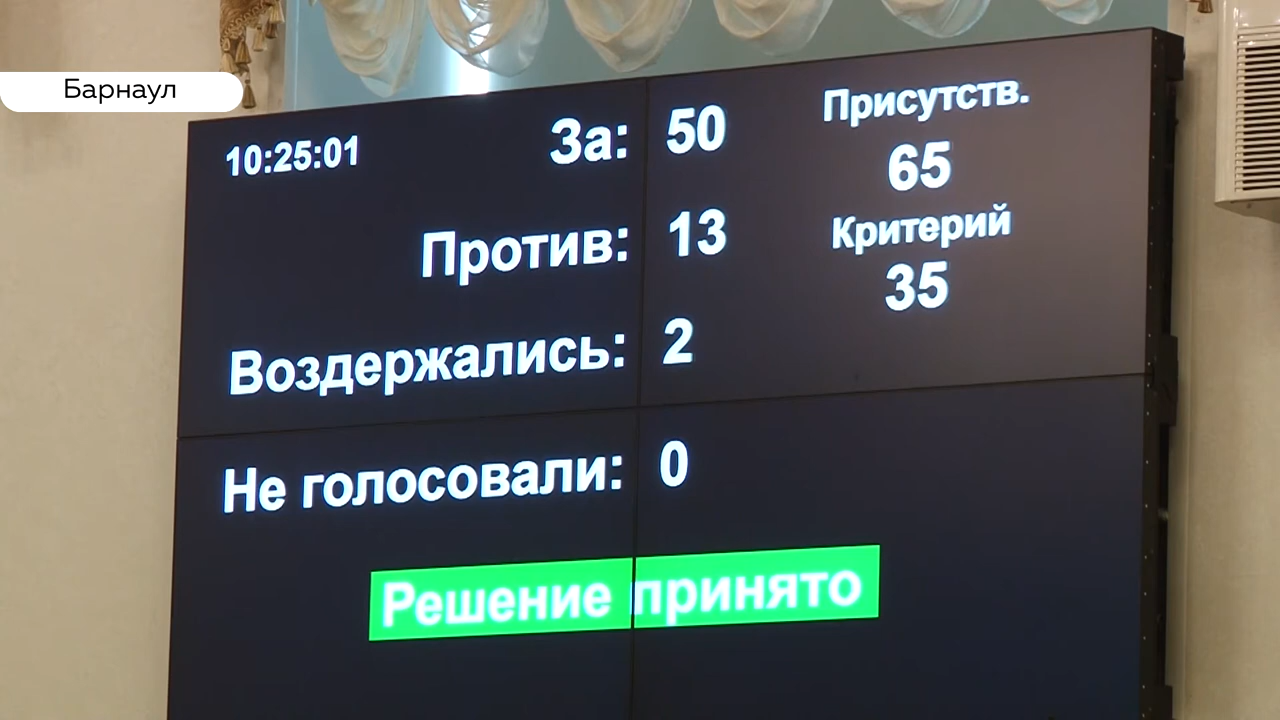 Барнаул
10:25:01
За: 50
Присутств.
65
Против: 13
Критерий
35
Воздержались: 2
Не голосовали: 0
Решение принято